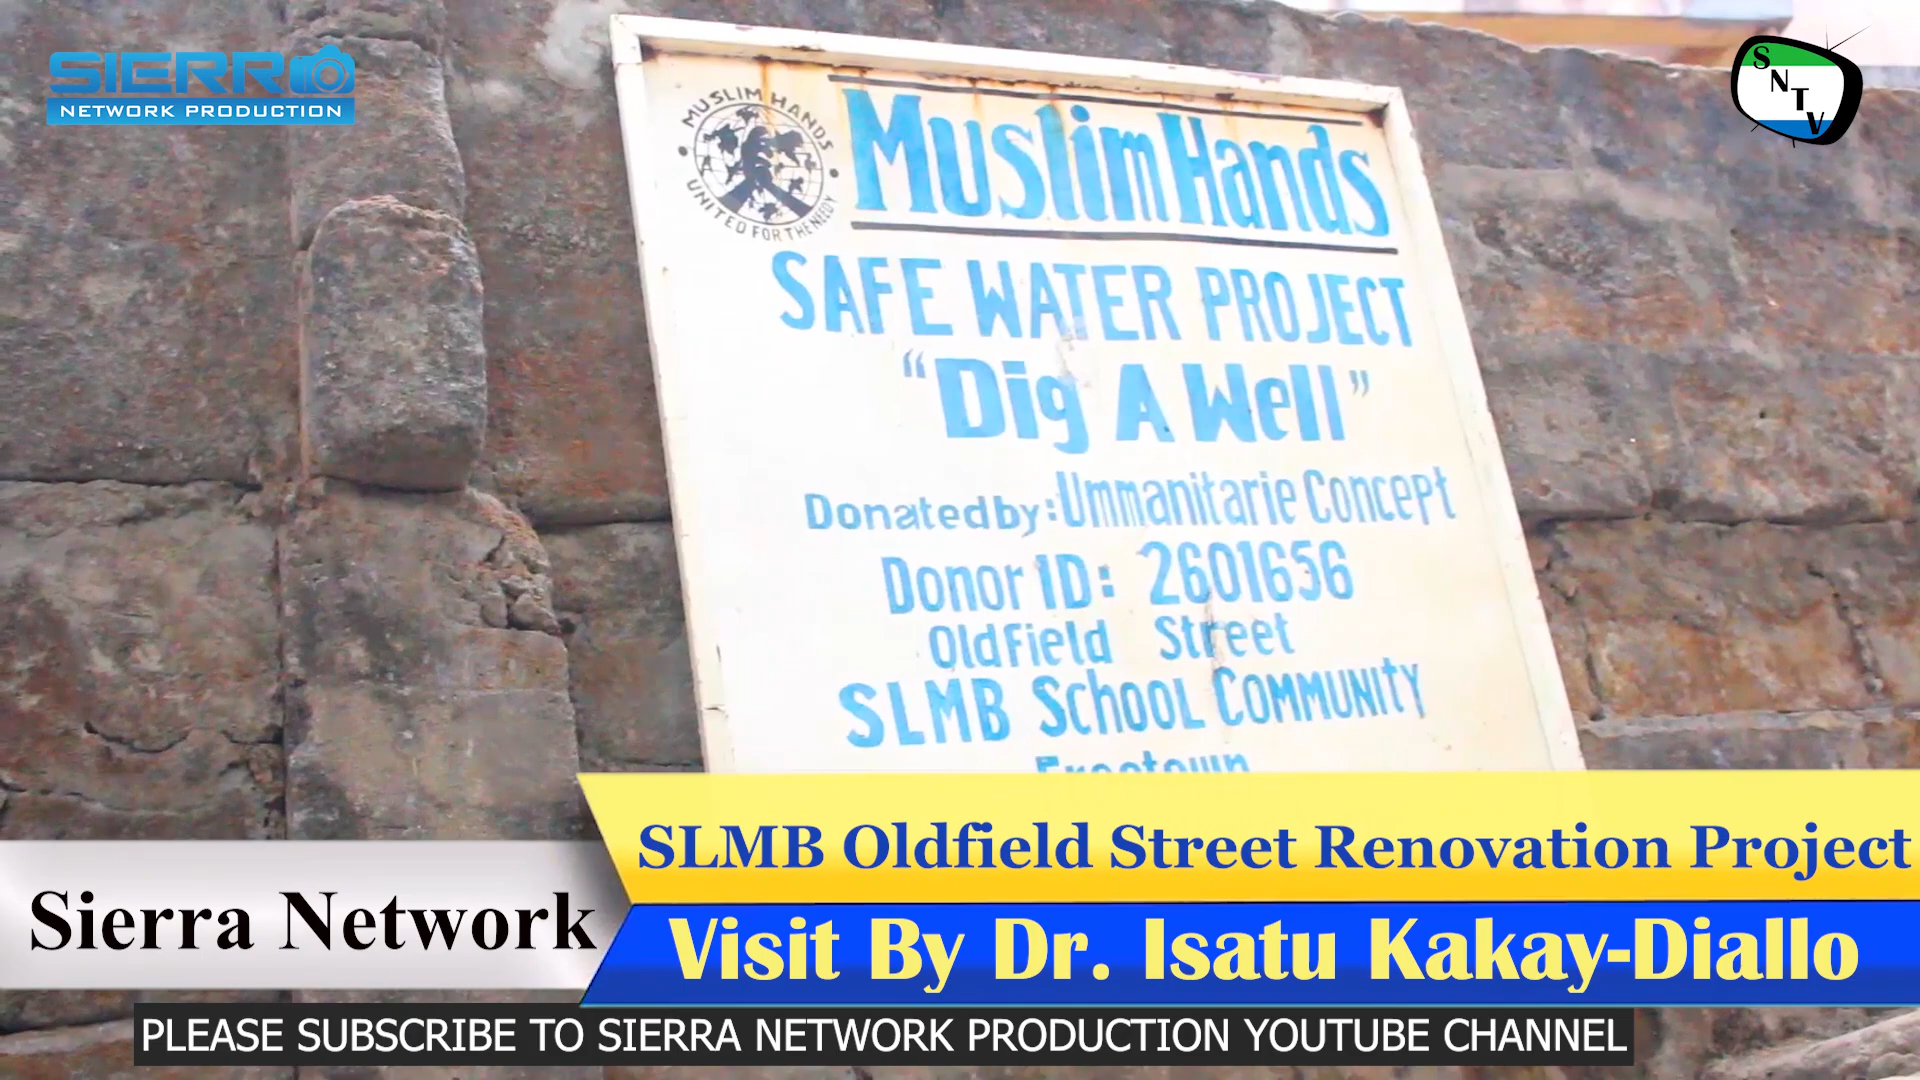 SIERR
NETWORK PRODUCTION
SNTV
MUSLIM HANDS
UNITED FOR THE NEEDY
Muslim Hands
SAFE WATER PROJECT
"Dig A Well"
Donated by: Ummanitarie Concept
Donor ID: 2601656
Oldfield Street
SLMB School Community
Freetown
SLMB Oldfield Street Renovation Project
Sierra Network
Visit By Dr. Isatu Kakay-Diallo
PLEASE SUBSCRIBE TO SIERRA NETWORK PRODUCTION YOUTUBE CHANNEL